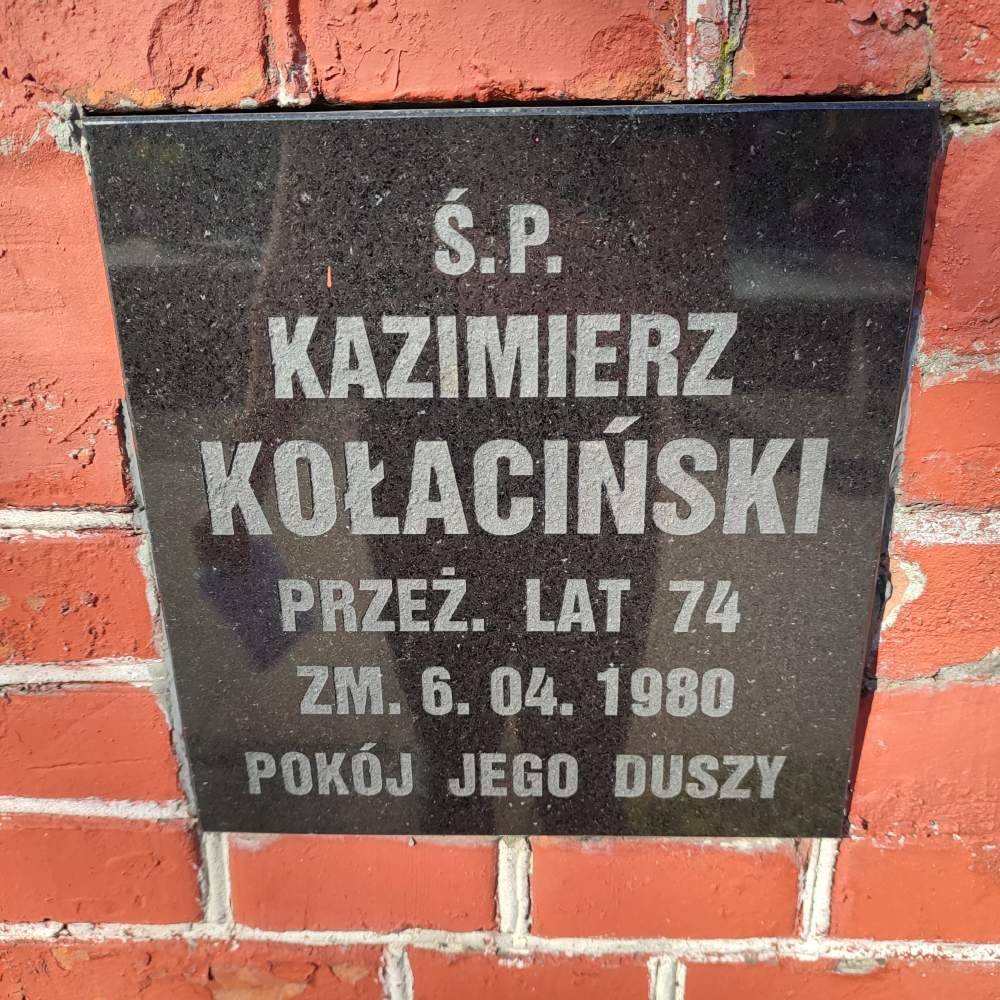 Ś.P.
KAZIMIERZ
KOŁACIŃSKI
PRZEŻ. LAT 74
ZM. 6. 04. 1980
POKÓJ JEGO DUSZY